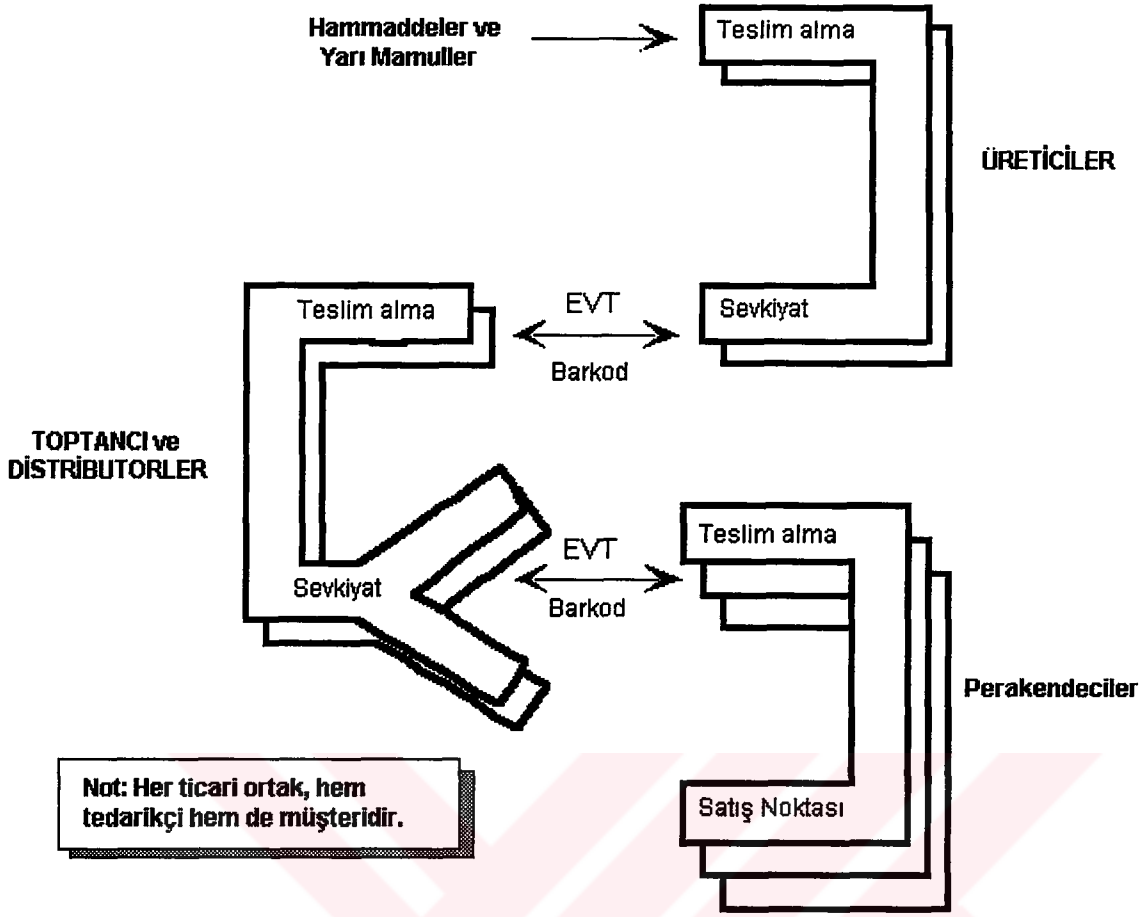 Hammaddeler ve
Yarı Mamuller
Teslim alma
ÜRETİCİLER
Sevkiyat
Teslim alma
EVT
Barkod
TOPTANCI ve
DİSTRİBUTORLER
Sevkiyat
EVT
Barkod
Teslim alma
Perakendeciler
Satış Noktası
Not: Her ticari ortak, hem
tedarikçi hem de müşteridir.